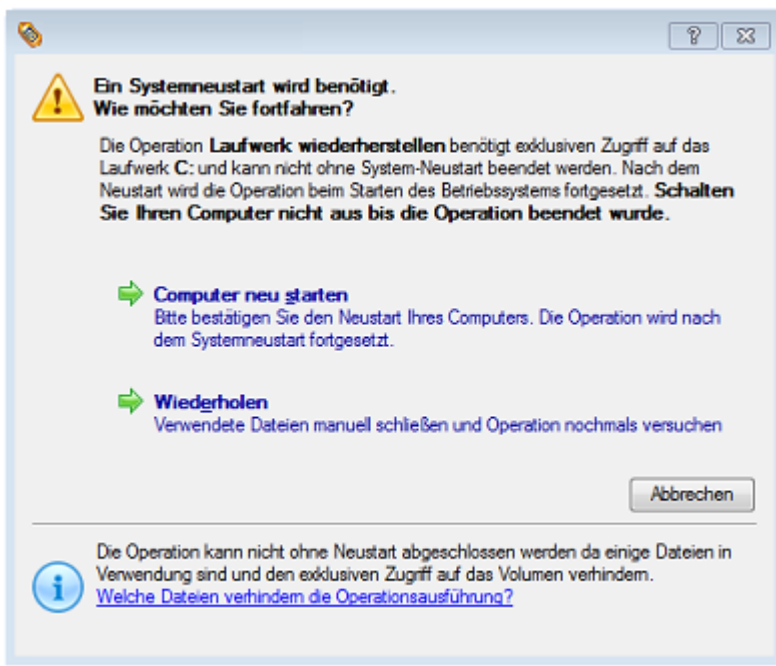 Ein Systemneustart wird benötigt.
Wie möchten Sie fortfahren?
Die Operation Laufwerk wiederherstellen benötigt exklusiven Zugriff auf das
Laufwerk C: und kann nicht ohne System-Neustart beendet werden. Nach dem
Neustart wird die Operation beim Starten des Betriebssystems fortgesetzt. Schalten
Sie Ihren Computer nicht aus bis die Operation beendet wurde.
Computer neu starten
Bitte bestätigen Sie den Neustart Ihres Computers. Die Operation wird nach
dem Systemneustart fortgesetzt.
Wiederholen
Verwendete Dateien manuell schließen und Operation nochmals versuchen
Abbrechen
Die Operation kann nicht ohne Neustart abgeschlossen werden da einige Dateien in
Verwendung sind und den exklusiven Zugriff auf das Volumen verhindern.
Welche Dateien verhindern die Operationsausführung?